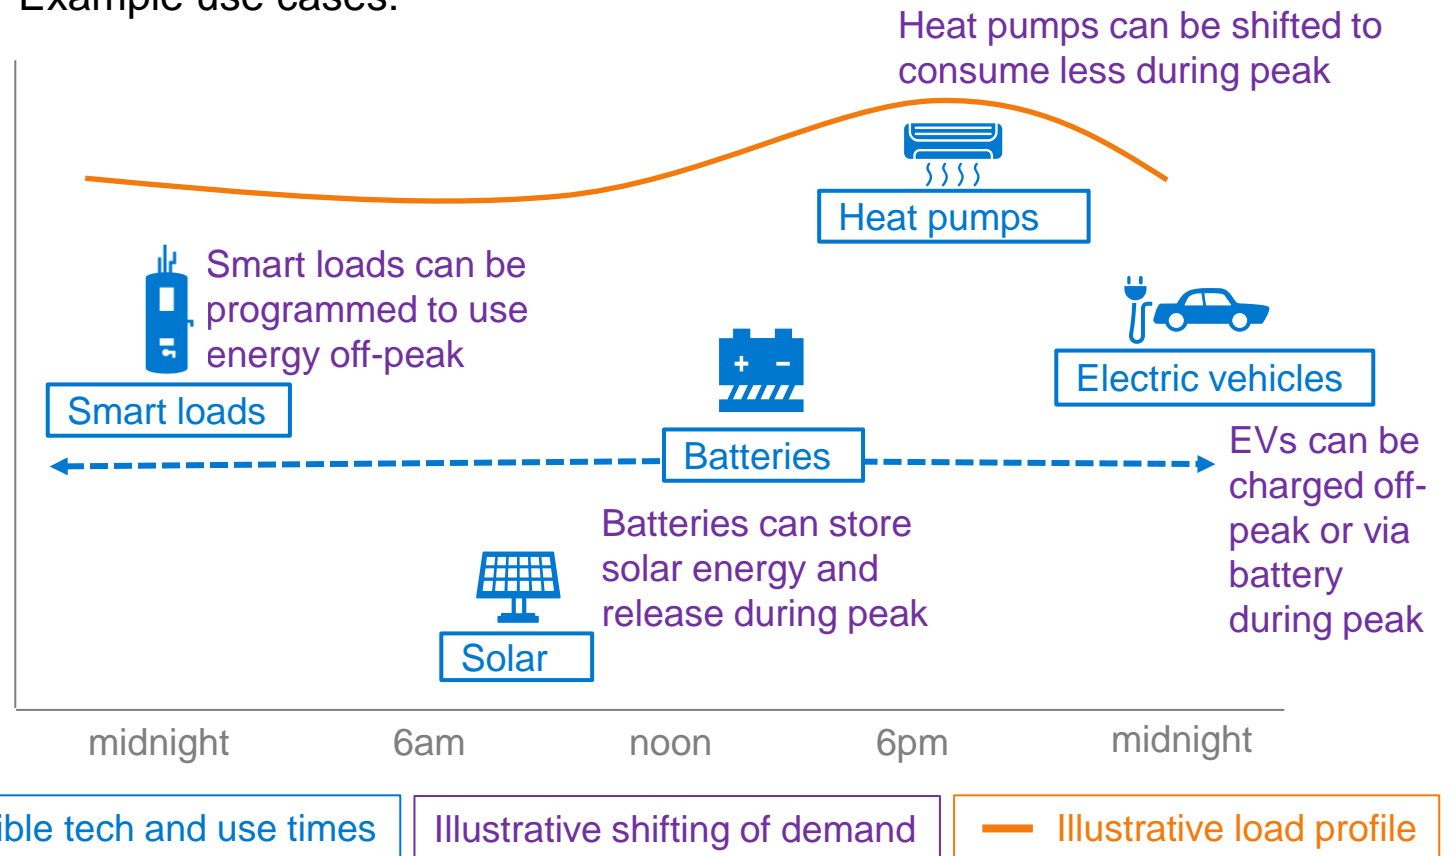 Example use cases:
Heat pumps can be shifted to
consume less during peak
Heat pumps
Smart loads can be
programmed to use
energy off-peak
Smart loads
Electric vehicles
Batteries
EVs can be
charged off-
peak or via
battery
during peak
Batteries can store
solar energy and
release during peak
Solar
midnight 6am noon 6pm midnight
ible tech and use times
Illustrative shifting of demand
Illustrative load profile